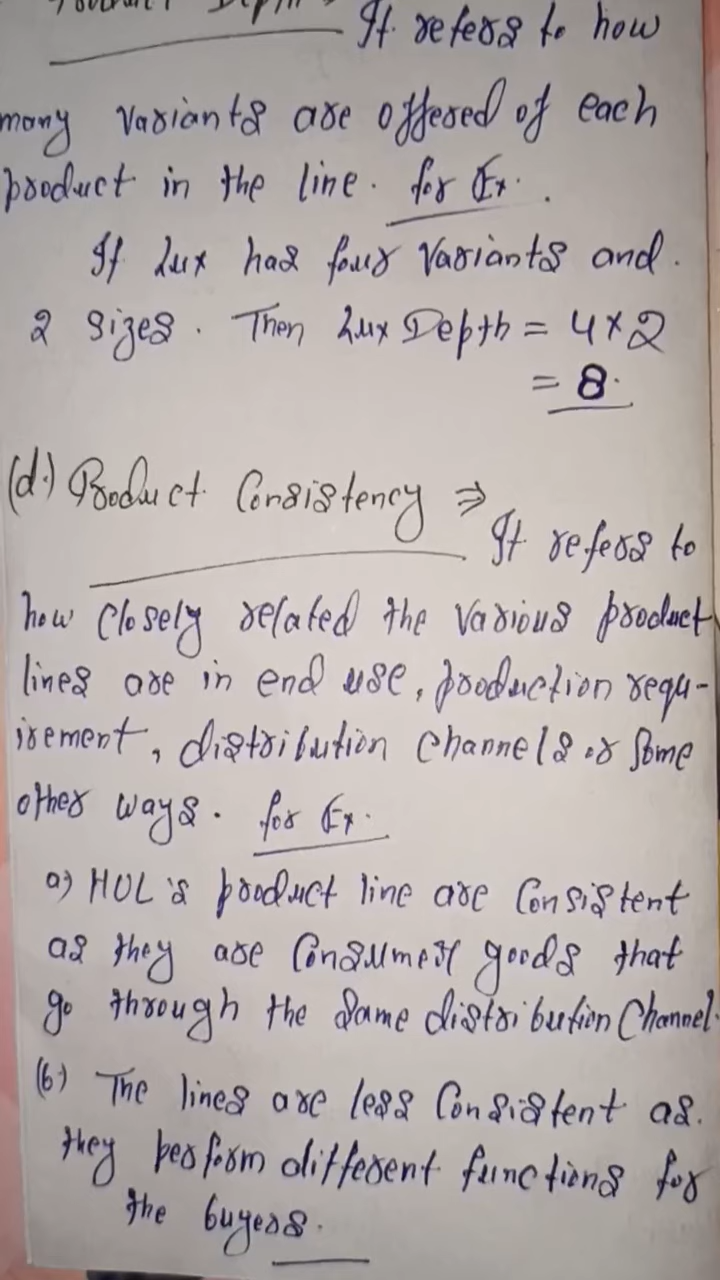 Product Depth ⇒ It refers to how
many variants are offered of each
product in the line. for Ex.
If Lux has four variants and
2 sizes. Then Lux Depth = 4 × 2
= 8.
(d.) Product Consistency ⇒
It refers to
how closely related the various product
lines are in end use, production requ-
irement, distribution channels or some
other ways. for Ex.
a) HUL's product line are Consistent
as they are Consumer goods that
go through the same distribution Channel.
(b) The lines are less Consistent as
they perform different functions for
the buyers.